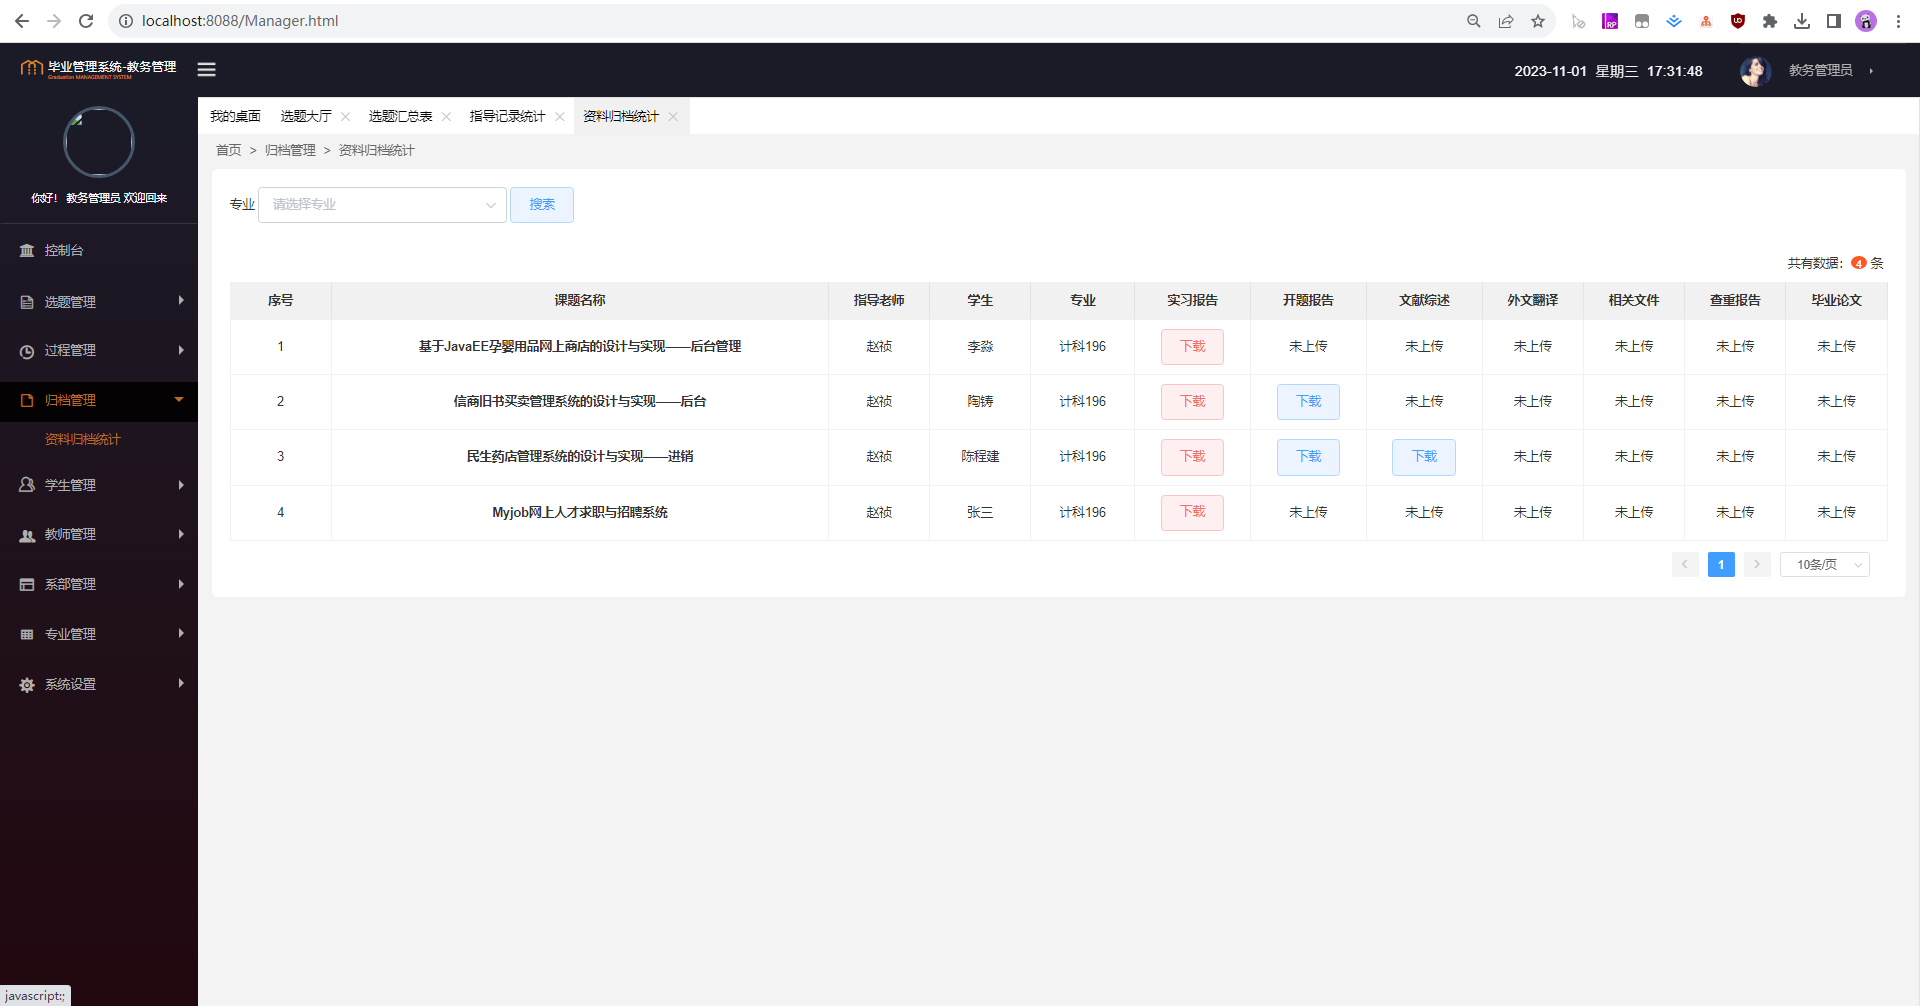 localhost:8088/Manager.html
毕业管理系统-教务管理
Graduation MANAGEMENT SYSTEM
2023-11-01 星期三 17:31:48
教务管理员
你好！ 教务管理员 欢迎回来
控制台
选题管理
过程管理
归档管理
资料归档统计
学生管理
教师管理
系部管理
专业管理
系统设置
我的桌面 选题大厅 选题汇总表 指导记录统计 资料归档统计
首页 > 归档管理 > 资料归档统计
专业 请选择专业 搜索
共有数据： 4 条
序号 课题名称 指导老师 学生 专业 实习报告 开题报告 文献综述 外文翻译 相关文件 查重报告 毕业论文
1 基于JavaEE孕婴用品网上商店的设计与实现——后台管理 赵祯 李淼 计科196 下载 未上传 未上传 未上传 未上传 未上传 未上传
2 信商旧书买卖管理系统的设计与实现——后台 赵祯 陶铸 计科196 下载 下载 未上传 未上传 未上传 未上传 未上传
3 民生药店管理系统的设计与实现——进销 赵祯 陈程建 计科196 下载 下载 下载 未上传 未上传 未上传 未上传
4 Myjob网上人才求职与招聘系统 赵祯 张三 计科196 下载 未上传 未上传 未上传 未上传 未上传 未上传
1 10条/页
javascript:;